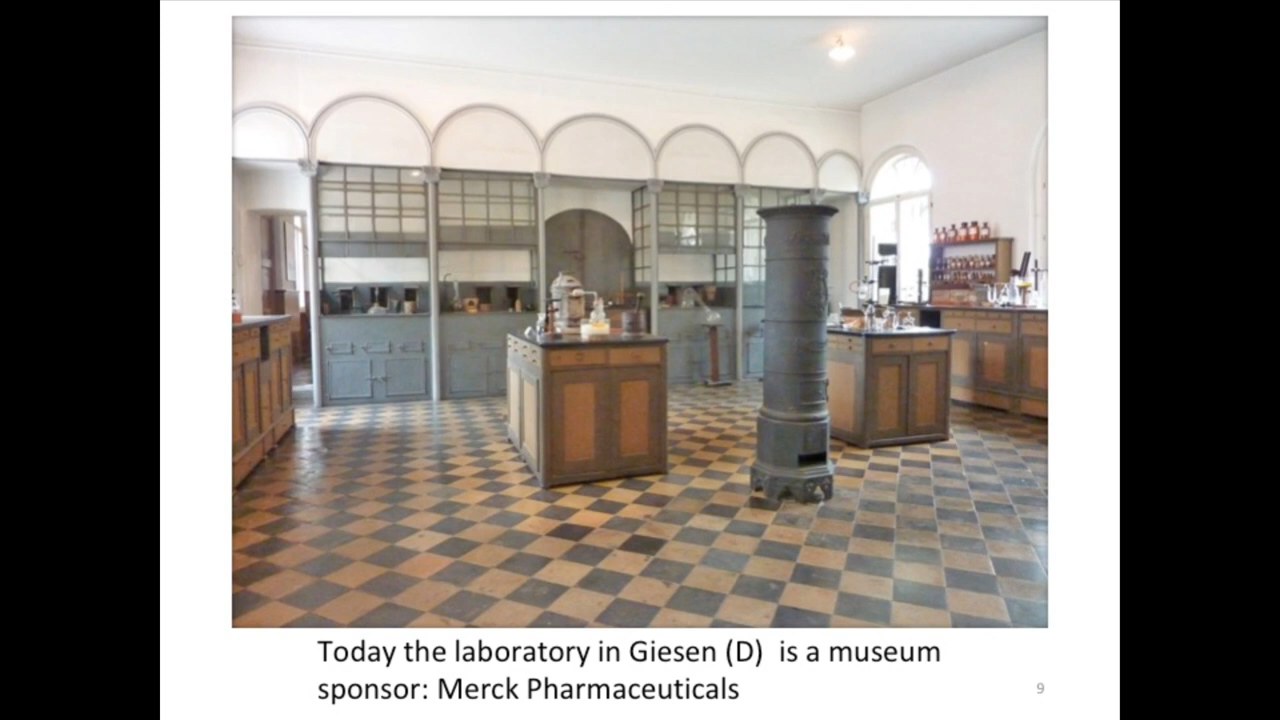 Today the laboratory in Giesen (D)  is a museum
sponsor: Merck Pharmaceuticals
9